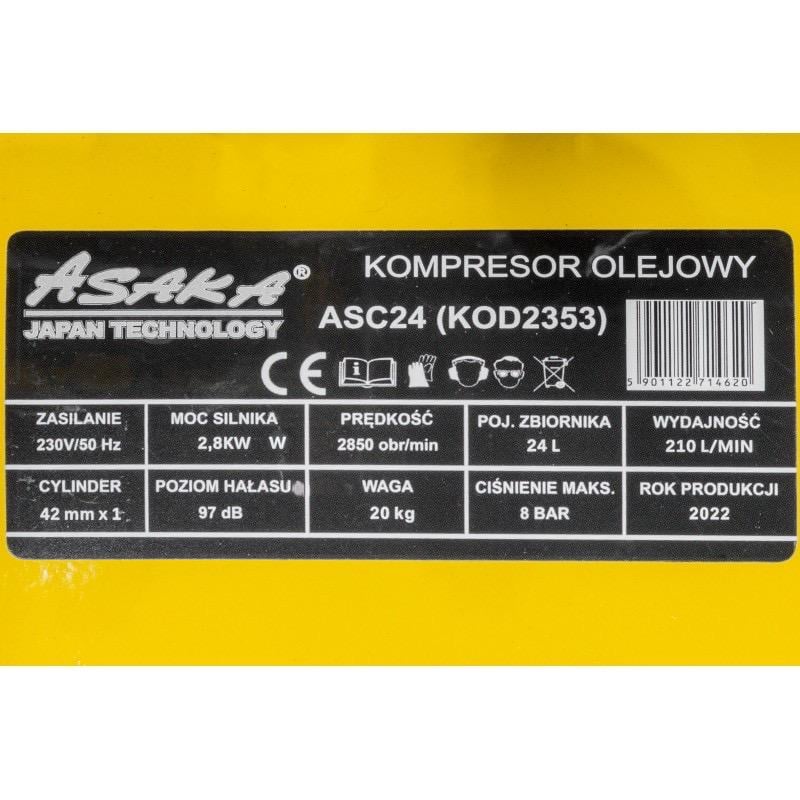 ASAKA®
JAPAN TECHNOLOGY
KOMPRESOR OLEJOWY
ASC24 (KOD2353)
CE
i
5 901122 714620
ZASILANIE
230V/50 Hz
MOC SILNIKA
2,8KW W
PRĘDKOŚĆ
2850 obr/min
POJ. ZBIORNIKA
24 L
WYDAJNOŚĆ
210 L/MIN
CYLINDER
42 mm x 1
POZIOM HAŁASU
97 dB
WAGA
20 kg
CIŚNIENIE MAKS.
8 BAR
ROK PRODUKCJI
2022